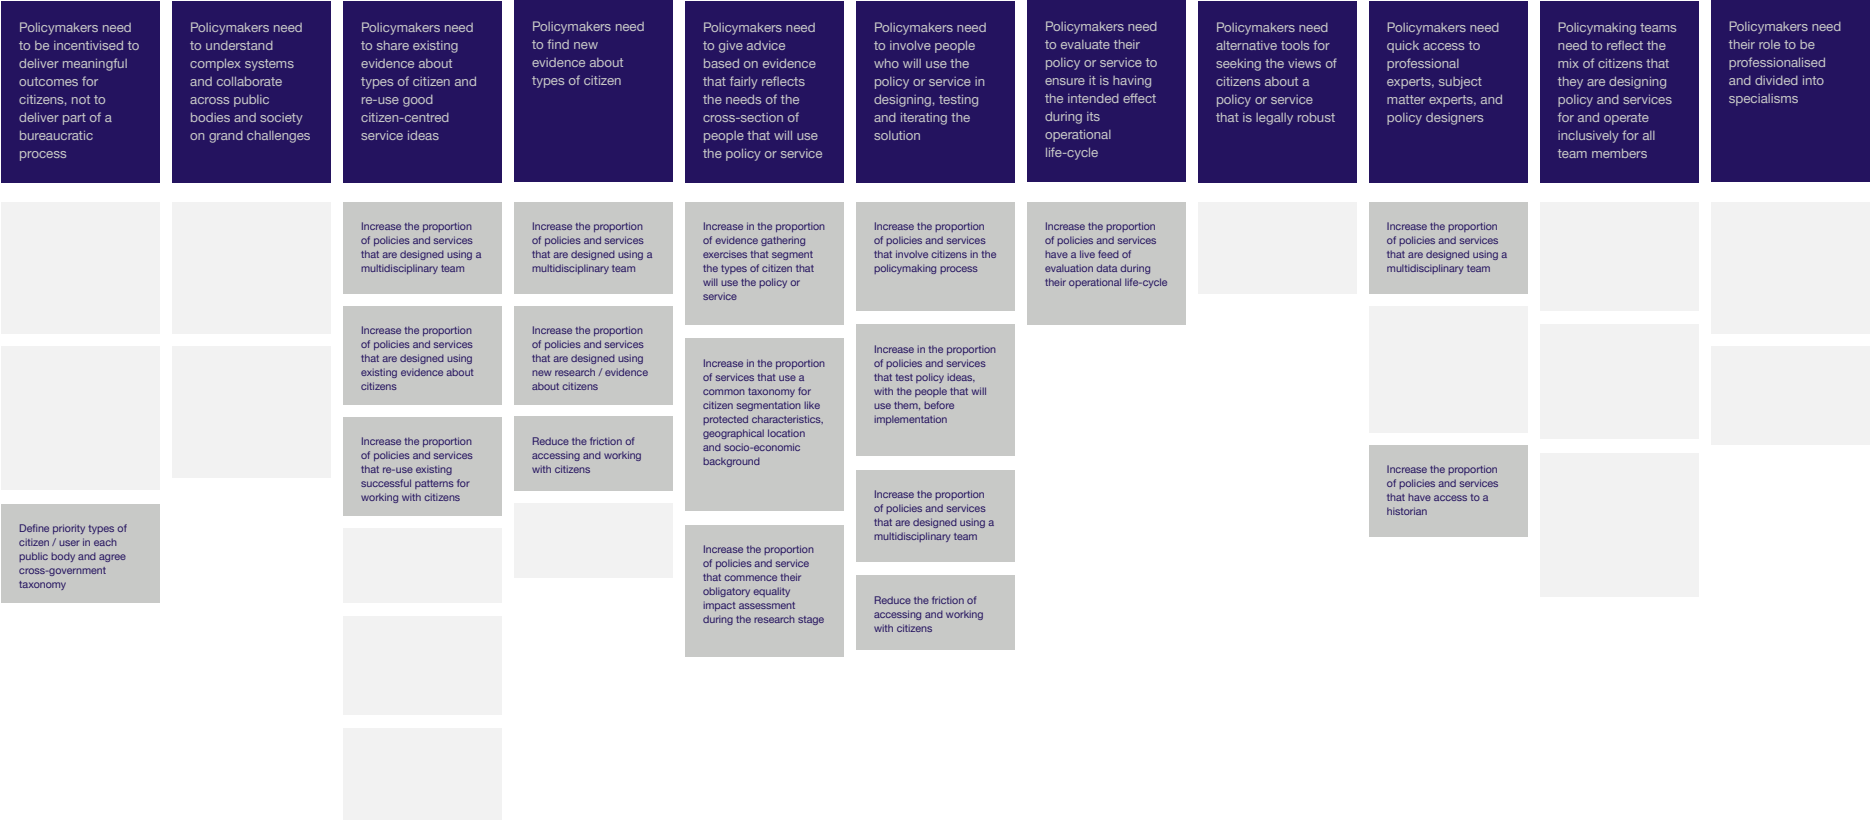 Policymakers need
to be incentivised to
deliver meaningful
outcomes for
citizens, not to
deliver part of a
bureaucratic
process
Policymakers need
to understand
complex systems
and collaborate
across public
bodies and society
on grand challenges
Policymakers need
to share existing
evidence about
types of citizen and
re-use good
citizen-centred
service ideas
Policymakers need
to find new
evidence about
types of citizen
Policymakers need
to give advice
based on evidence
that fairly reflects
the needs of the
cross-section of
people that will use
the policy or service
Policymakers need
to involve people
who will use the
policy or service in
designing, testing
and iterating the
solution
Policymakers need
to evaluate their
policy or service to
ensure it is having
the intended effect
during its
operational
life-cycle
Policymakers need
alternative tools for
seeking the views of
citizens about a
policy or service
that is legally robust
Policymakers need
quick access to
professional
experts, subject
matter experts, and
policy designers
Policymaking teams
need to reflect the
mix of citizens that
they are designing
policy and services
for and operate
inclusively for all
team members
Policymakers need
their role to be
professionalised
and divided into
specialisms
Define priority types of
citizen / user in each
public body and agree
cross-government
taxonomy
Increase the proportion
of policies and services
that are designed using a
multidisciplinary team
Increase the proportion
of policies and services
that are designed using
existing evidence about
citizens
Increase the proportion
of policies and services
that re-use existing
successful patterns for
working with citizens
Increase the proportion
of policies and services
that are designed using a
multidisciplinary team
Increase the proportion
of policies and services
that are designed using
new research / evidence
about citizens
Reduce the friction of
accessing and working
with citizens
Increase in the proportion
of evidence gathering
exercises that segment
the types of citizen that
will use the policy or
service
Increase in the proportion
of services that use a
common taxonomy for
citizen segmentation like
protected characteristics,
geographical location
and socio-economic
background
Increase the proportion
of policies and service
that commence their
obligatory equality
impact assessment
during the research stage
Increase the proportion
of policies and services
that involve citizens in the
policymaking process
Increase in the proportion
of policies and services
that test policy ideas,
with the people that will
use them, before
implementation
Increase the proportion
of policies and services
that are designed using a
multidisciplinary team
Reduce the friction of
accessing and working
with citizens
Increase the proportion
of policies and services
have a live feed of
evaluation data during
their operational life-cycle
Increase the proportion
of policies and services
that are designed using a
multidisciplinary team
Increase the proportion
of policies and services
that have access to a
historian